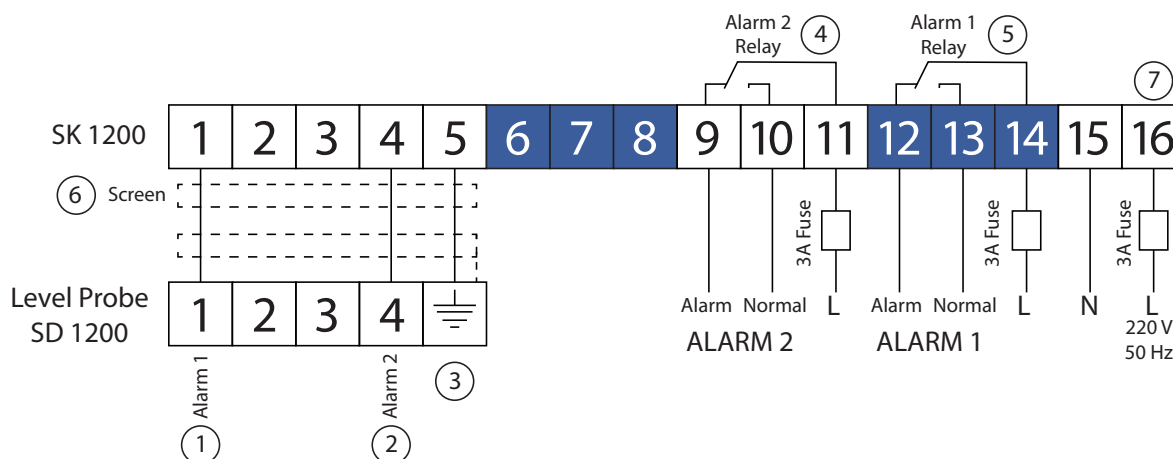 Alarm 2
Relay
4
Alarm 1
Relay
5
7
SK 1200
1 2 3 4 5 6 7 8 9 10 11 12 13 14 15 16
6 Screen
3A Fuse
3A Fuse
3A Fuse
Level Probe
SD 1200
1 2 3 4
Alarm Normal L Alarm Normal L N L
220 V
50 Hz
ALARM 2 ALARM 1
Alarm 1
Alarm 2
3
1
2